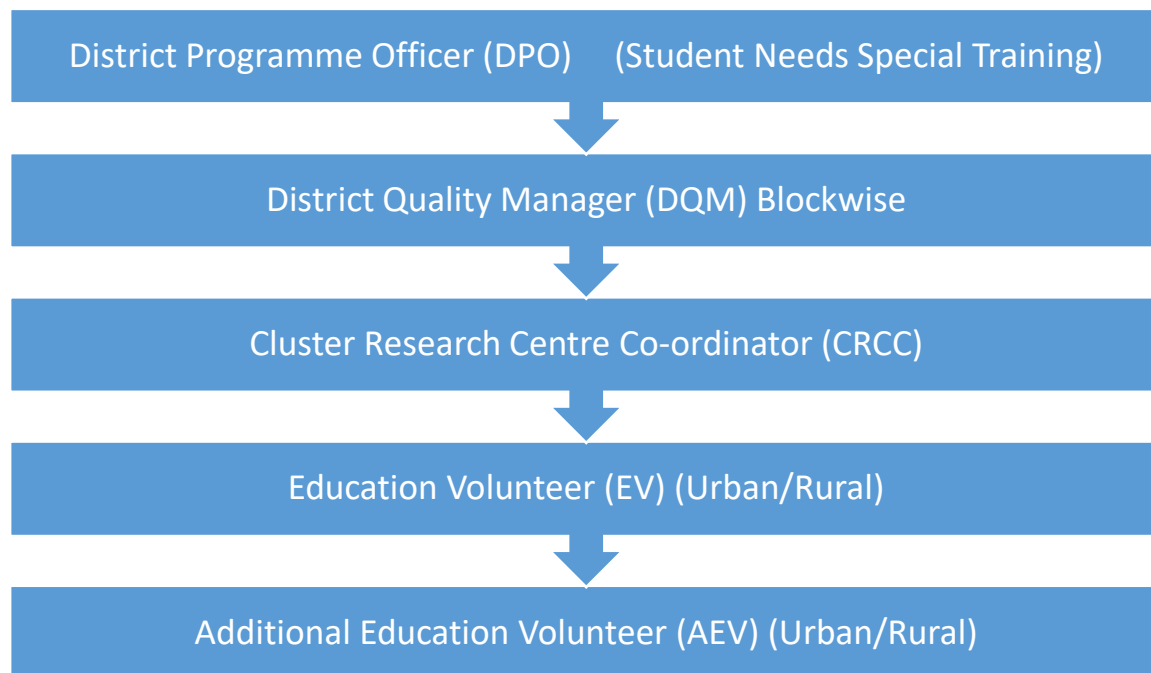 District Programme Officer (DPO) (Student Needs Special Training)
District Quality Manager (DQM) Blockwise
Cluster Research Centre Co-ordinator (CRCC)
Education Volunteer (EV) (Urban/Rural)
Additional Education Volunteer (AEV) (Urban/Rural)